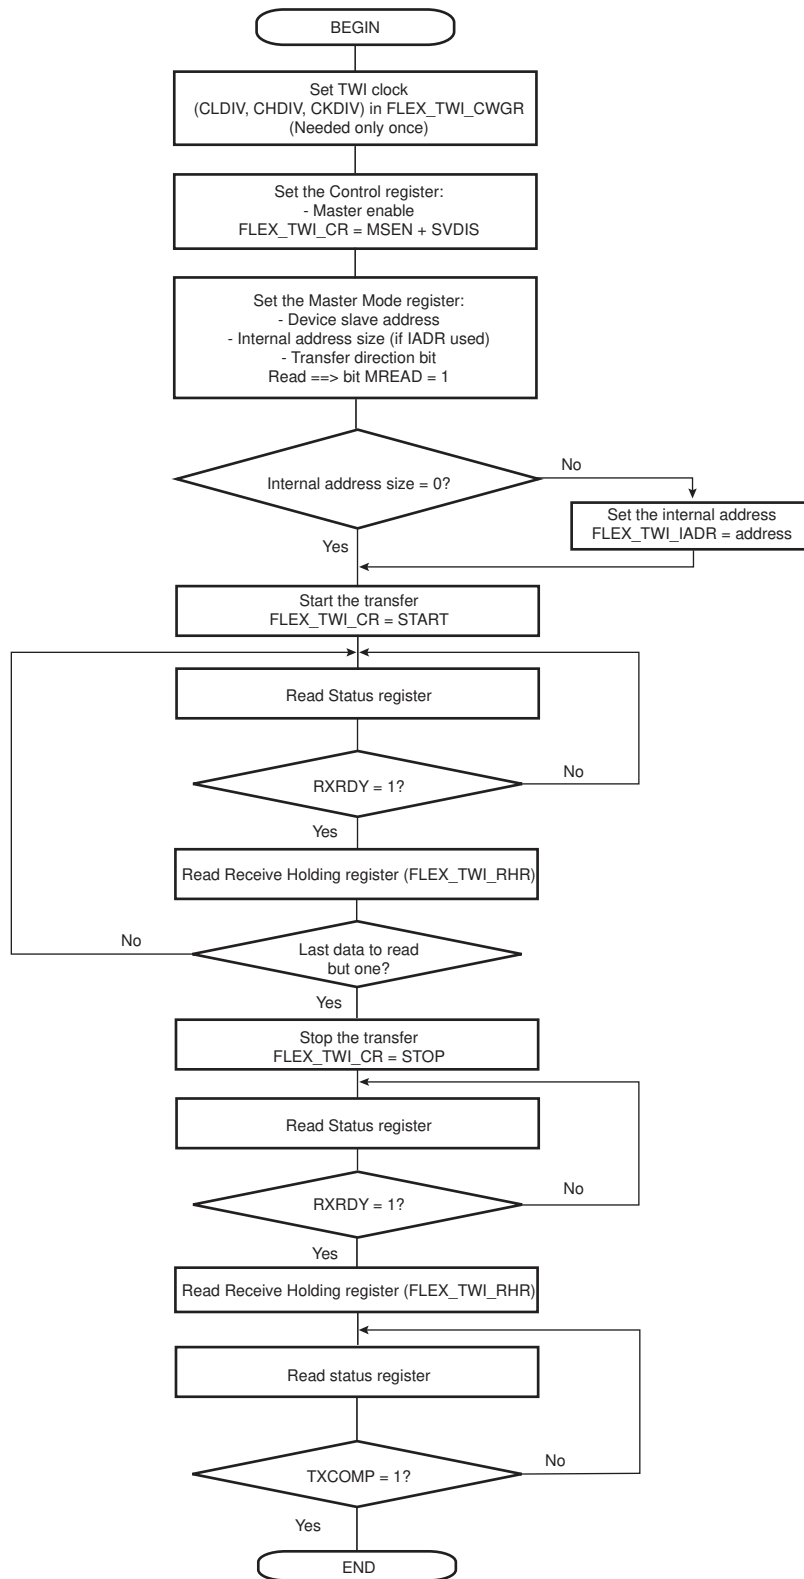 BEGIN
Set TWI clock
(CLDIV, CHDIV, CKDIV) in FLEX_TWI_CWGR
(Needed only once)
Set the Control register:
- Master enable
FLEX_TWI_CR = MSEN + SVDIS
Set the Master Mode register:
- Device slave address
- Internal address size (if IADR used)
- Transfer direction bit
Read ==> bit MREAD = 1
Internal address size = 0?
No
Set the internal address
FLEX_TWI_IADR = address
Yes
Start the transfer
FLEX_TWI_CR = START
Read Status register
RXRDY = 1?
No
Yes
Read Receive Holding register (FLEX_TWI_RHR)
No
Last data to read
but one?
Yes
Stop the transfer
FLEX_TWI_CR = STOP
Read Status register
RXRDY = 1?
No
Yes
Read Receive Holding register (FLEX_TWI_RHR)
Read status register
TXCOMP = 1?
No
Yes
END